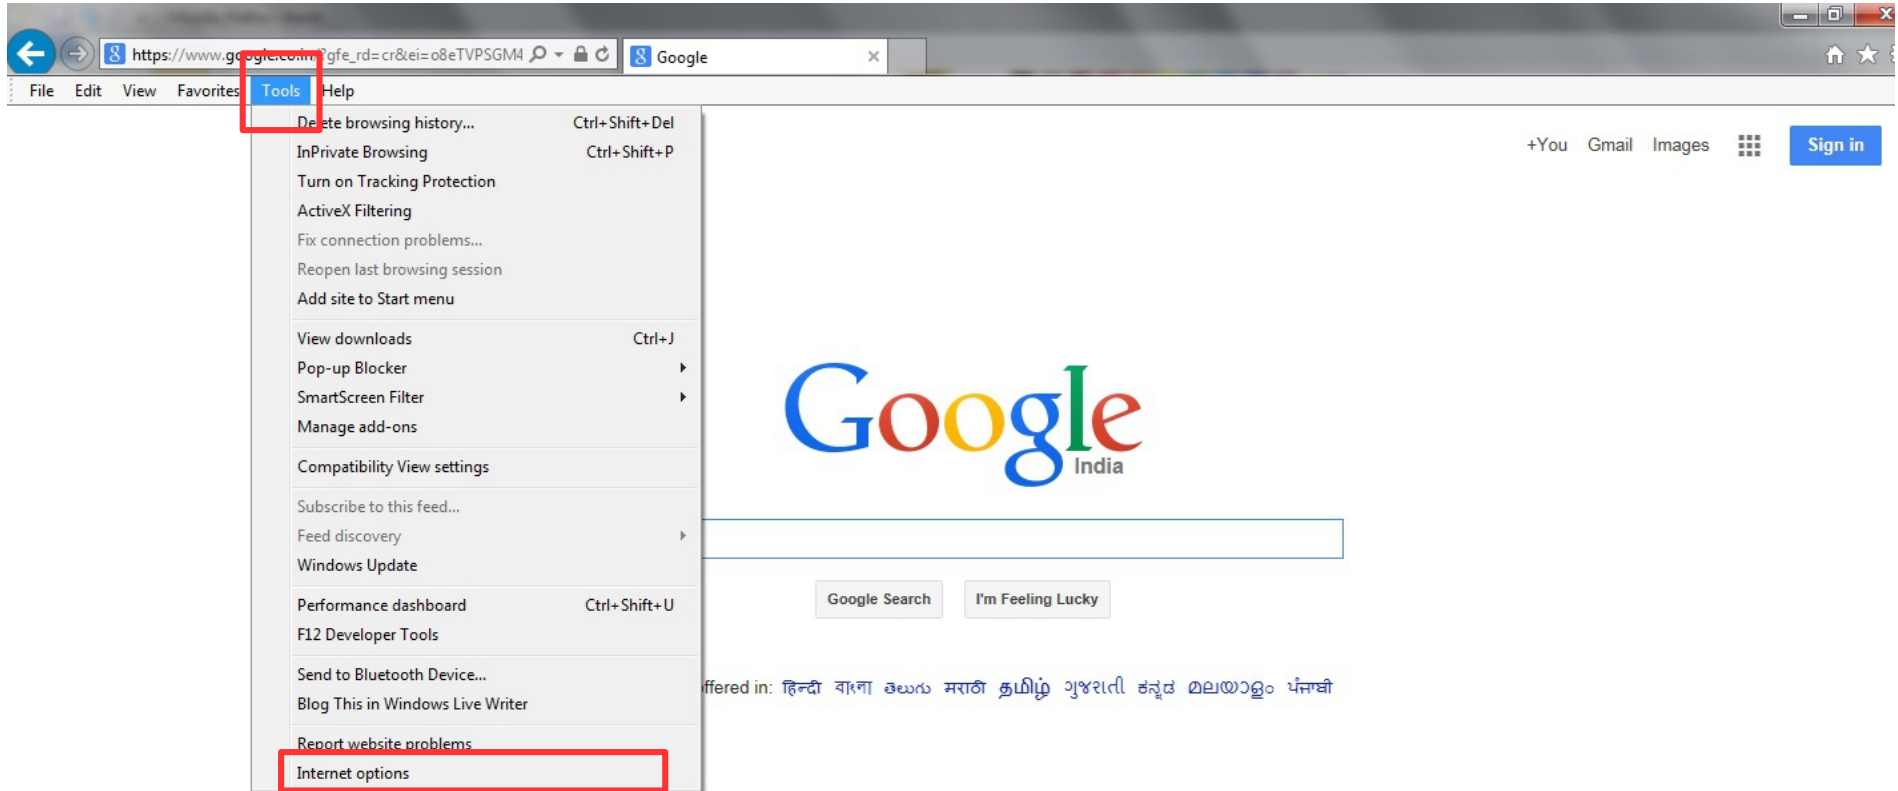 https://www.google.co.in/?gfe_rd=cr&ei=o8eTVPSGM4
Google
File Edit View Favorites Tools Help
Delete browsing history... Ctrl+Shift+Del
InPrivate Browsing Ctrl+Shift+P
Turn on Tracking Protection
ActiveX Filtering
Fix connection problems...
Reopen last browsing session
Add site to Start menu
View downloads Ctrl+J
Pop-up Blocker
SmartScreen Filter
Manage add-ons
Compatibility View settings
Subscribe to this feed...
Feed discovery
Windows Update
Performance dashboard Ctrl+Shift+U
F12 Developer Tools
Send to Bluetooth Device...
Blog This in Windows Live Writer
Report website problems
Internet options
+You Gmail Images Sign in
Google
India
Google Search I'm Feeling Lucky
ffered in: हिन्दी বাংলা తెలుగు मराठी தமிழ் ગુજરાતી ಕನ್ನಡ മലയാളം ਪੰਜਾਬੀ